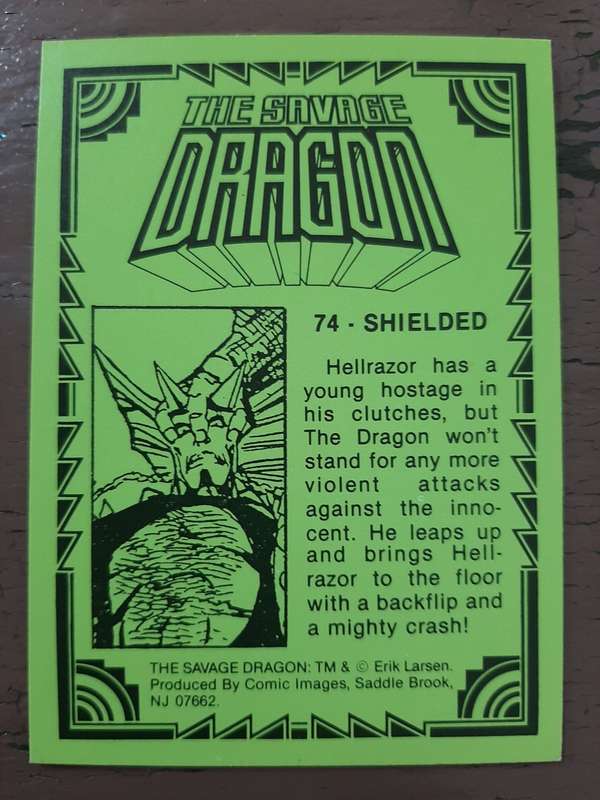 THE SAVAGE
DRAGON
74 - SHIELDED
Hellrazor has a
young hostage in
his clutches, but
The Dragon won't
stand for any more
violent attacks
against the inno-
cent. He leaps up
and brings Hell-
razor to the floor
with a backflip and
a mighty crash!
THE SAVAGE DRAGON: TM & © Erik Larsen.
Produced By Comic Images, Saddle Brook,
NJ 07662.